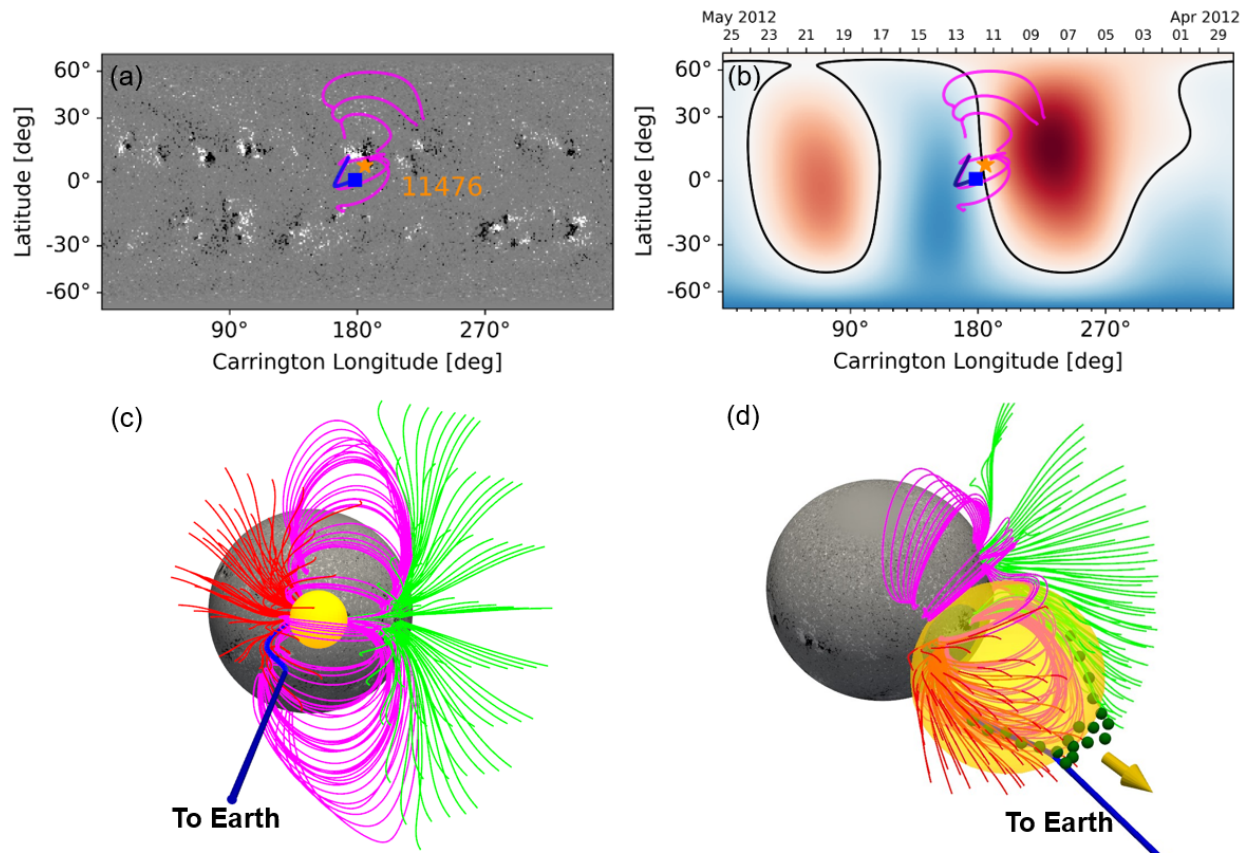 (a)
60°
30°
0°
-30°
-60°
Latitude [deg]
11476
90°
180°
270°
Carrington Longitude [deg]
May 2012
Apr 2012
25 23 21 19 17 15 13 11 09 07 05 03 01 29
(b)
60°
30°
0°
-30°
-60°
Latitude [deg]
90°
180°
270°
Carrington Longitude [deg]
(c)
To Earth
(d)
To Earth